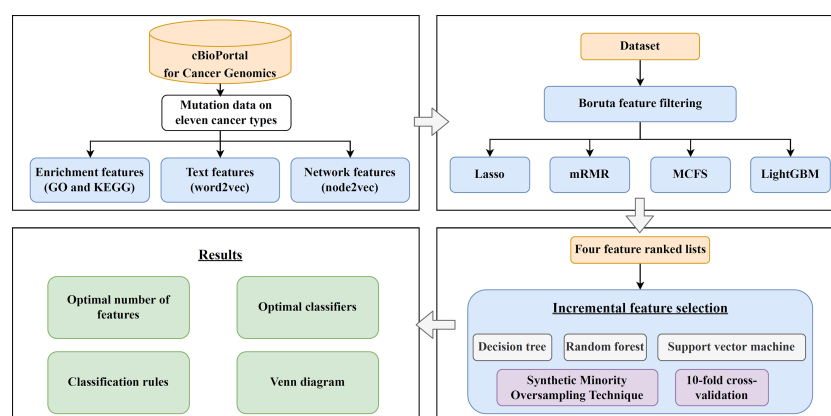 cBioPortal
for Cancer Genomics
Mutation data on
eleven cancer types
Enrichment features
(GO and KEGG)
Text features
(word2vec)
Network features
(node2vec)
Dataset
Boruta feature filtering
Lasso
mRMR
MCFS
LightGBM
Four feature ranked lists
Incremental feature selection
Decision tree
Random forest
Support vector machine
Synthetic Minority
Oversampling Technique
10-fold cross-
validation
Results
Optimal number of
features
Optimal classifiers
Classification rules
Venn diagram